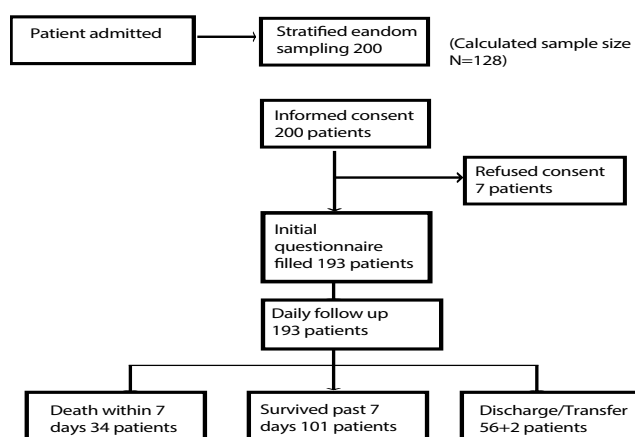 Patient admitted
Stratified eandom
sampling 200
(Calculated sample size
N=128)
Informed consent
200 patients
Refused consent
7 patients
Initial
questionnaire
filled 193 patients
Daily follow up
193 patients
Death within 7
days 34 patients
Survived past 7
days 101 patients
Discharge/Transfer
56+2 patients